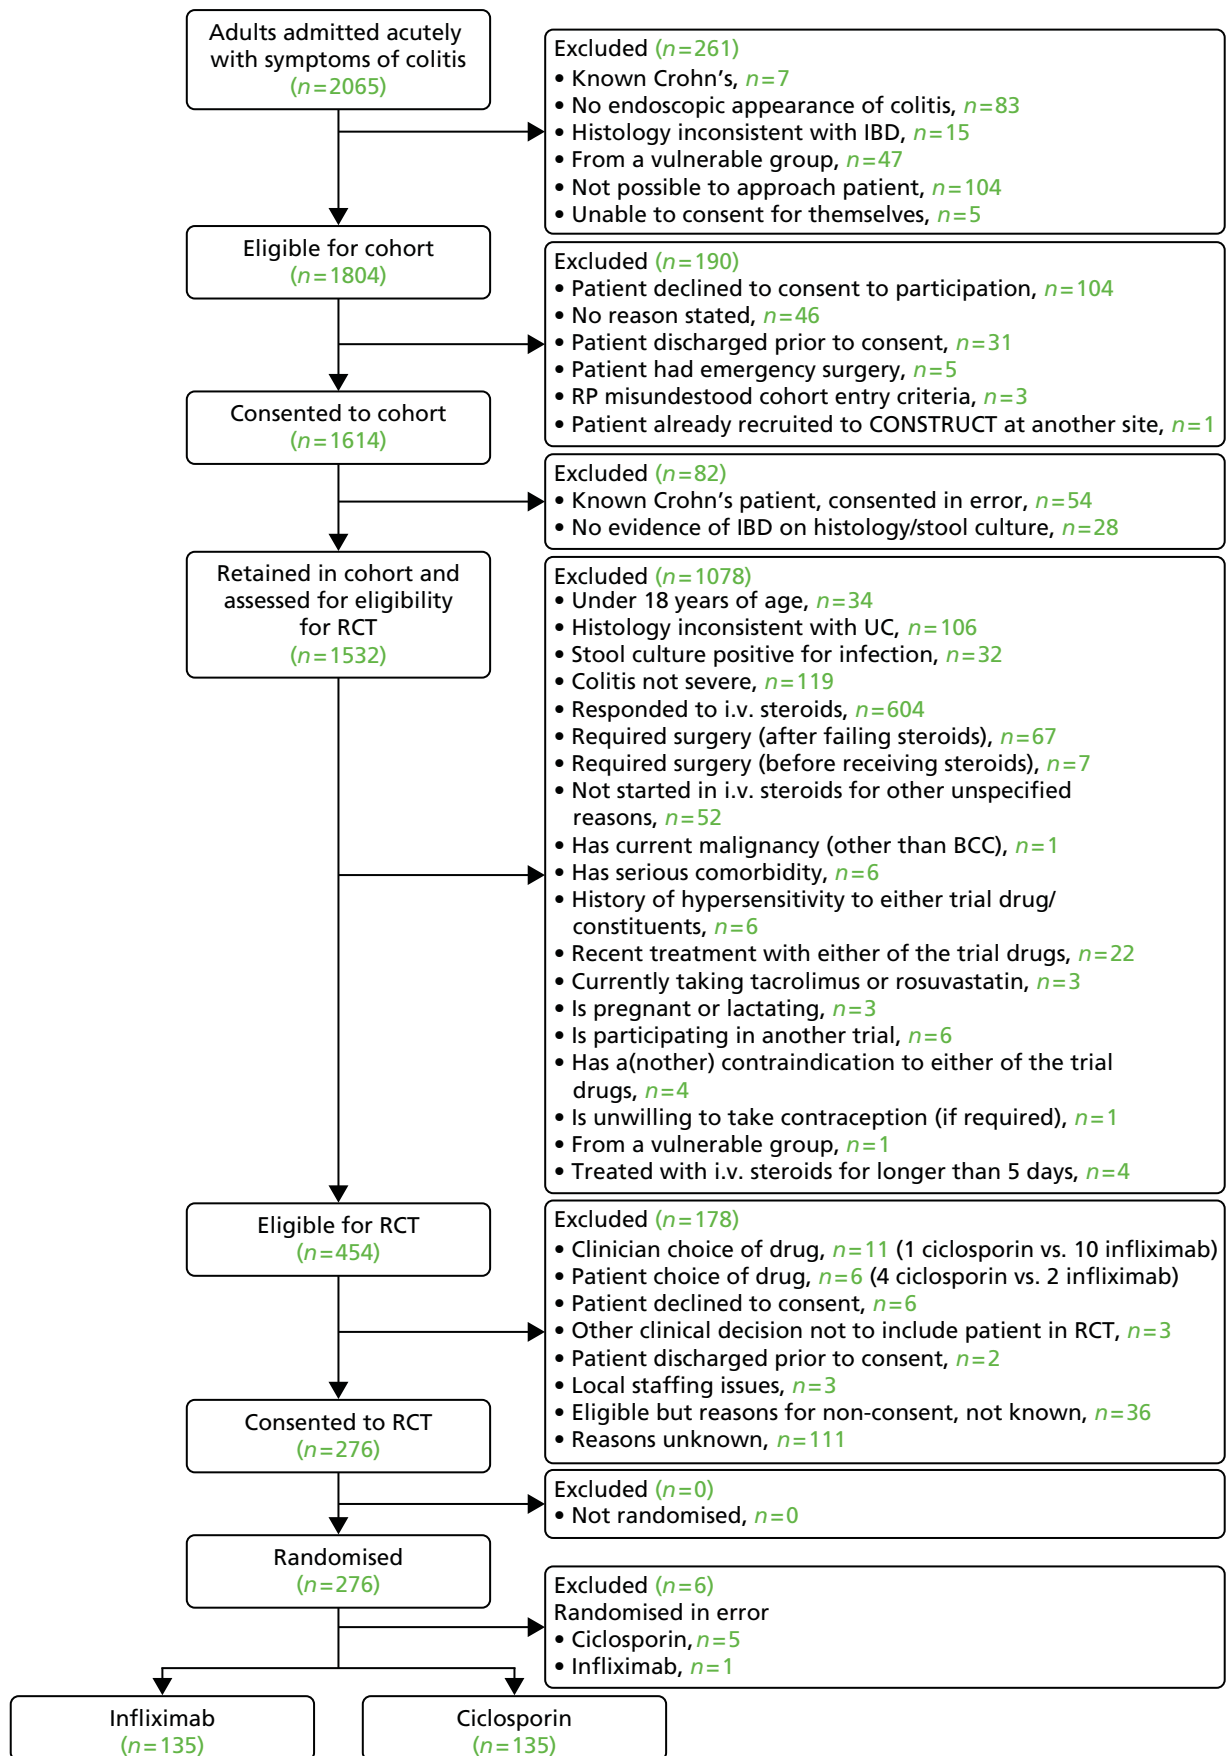 Adults admitted acutely
with symptoms of colitis
(n=2065)
Excluded (n=261)
• Known Crohn's, n=7
• No endoscopic appearance of colitis, n=83
• Histology inconsistent with IBD, n=15
• From a vulnerable group, n=47
• Not possible to approach patient, n=104
• Unable to consent for themselves, n=5
Eligible for cohort
(n=1804)
Excluded (n=190)
• Patient declined to consent to participation, n=104
• No reason stated, n=46
• Patient discharged prior to consent, n=31
• Patient had emergency surgery, n=5
• RP misundestood cohort entry criteria, n=3
• Patient already recruited to CONSTRUCT at another site, n=1
Consented to cohort
(n=1614)
Excluded (n=82)
• Known Crohn's patient, consented in error, n=54
• No evidence of IBD on histology/stool culture, n=28
Retained in cohort and
assessed for eligibility
for RCT
(n=1532)
Excluded (n=1078)
• Under 18 years of age, n=34
• Histology inconsistent with UC, n=106
• Stool culture positive for infection, n=32
• Colitis not severe, n=119
• Responded to i.v. steroids, n=604
• Required surgery (after failing steroids), n=67
• Required surgery (before receiving steroids), n=7
• Not started in i.v. steroids for other unspecified
reasons, n=52
• Has current malignancy (other than BCC), n=1
• Has serious comorbidity, n=6
• History of hypersensitivity to either trial drug/
constituents, n=6
• Recent treatment with either of the trial drugs, n=22
• Currently taking tacrolimus or rosuvastatin, n=3
• Is pregnant or lactating, n=3
• Is participating in another trial, n=6
• Has a(nother) contraindication to either of the trial
drugs, n=4
• Is unwilling to take contraception (if required), n=1
• From a vulnerable group, n=1
• Treated with i.v. steroids for longer than 5 days, n=4
Eligible for RCT
(n=454)
Excluded (n=178)
• Clinician choice of drug, n=11 (1 ciclosporin vs. 10 infliximab)
• Patient choice of drug, n=6 (4 ciclosporin vs. 2 infliximab)
• Patient declined to consent, n=6
• Other clinical decision not to include patient in RCT, n=3
• Patient discharged prior to consent, n=2
• Local staffing issues, n=3
• Eligible but reasons for non-consent, not known, n=36
• Reasons unknown, n=111
Consented to RCT
(n=276)
Excluded (n=0)
• Not randomised, n=0
Randomised
(n=276)
Excluded (n=6)
Randomised in error
• Ciclosporin, n=5
• Infliximab, n=1
Infliximab
(n=135)
Ciclosporin
(n=135)